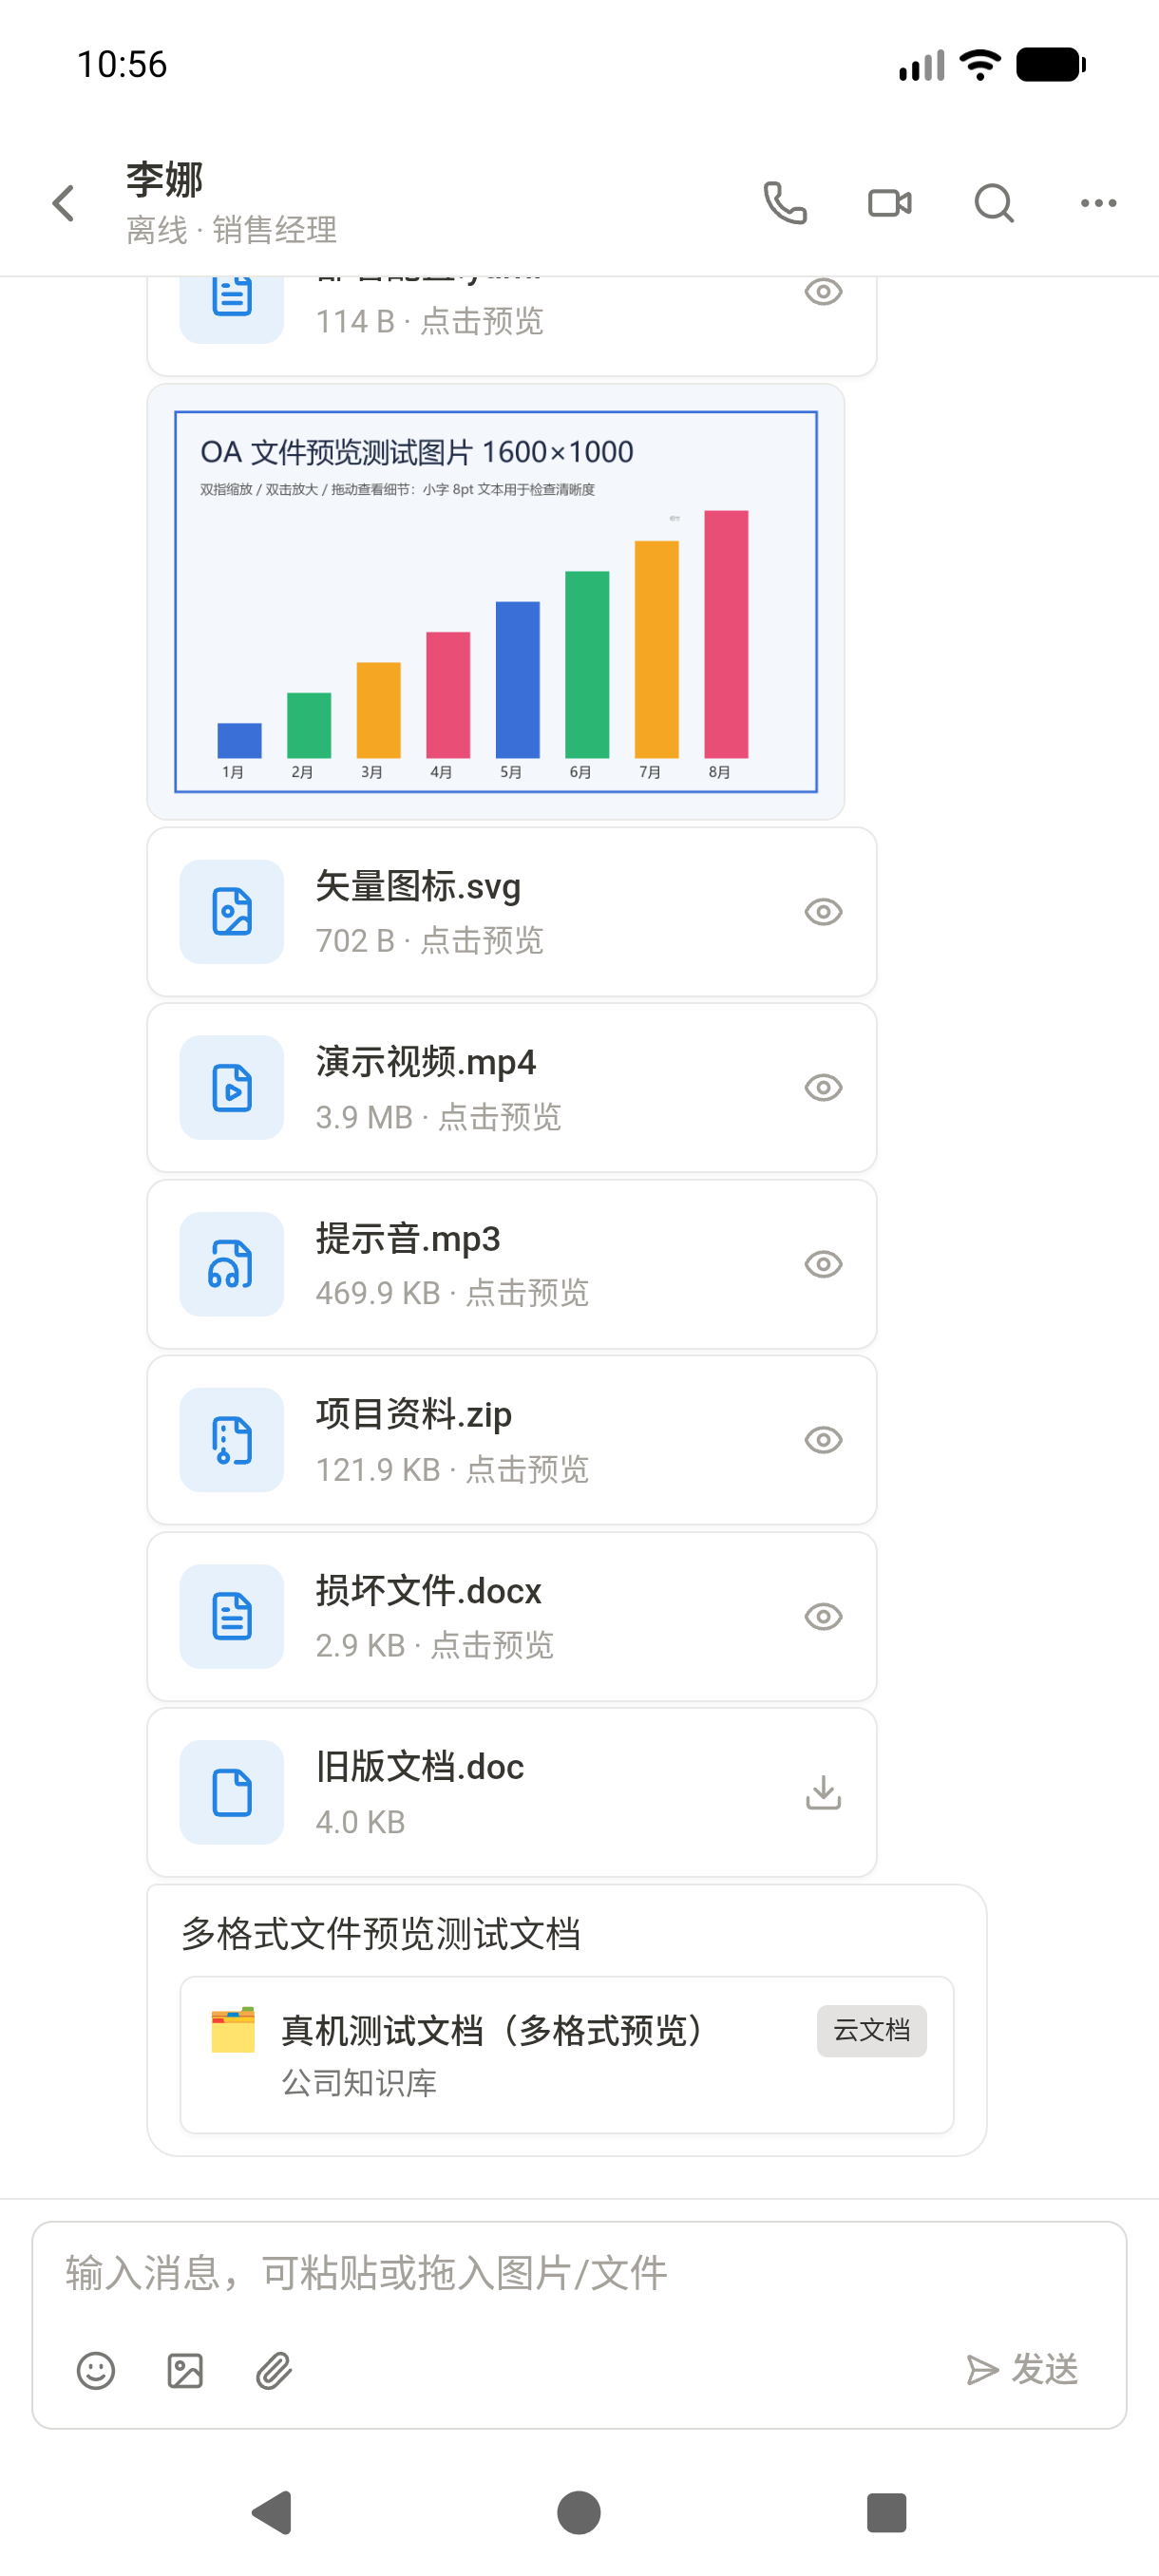 10:56
李娜
离线 · 销售经理
114 B · 点击预览
OA 文件预览测试图片 1600×1000
双指缩放 / 双击放大 / 拖动查看细节：小字 8pt 文本用于检查清晰度
1月 2月 3月 4月 5月 6月 7月 8月
矢量图标.svg
702 B · 点击预览
演示视频.mp4
3.9 MB · 点击预览
提示音.mp3
469.9 KB · 点击预览
项目资料.zip
121.9 KB · 点击预览
损坏文件.docx
2.9 KB · 点击预览
旧版文档.doc
4.0 KB
多格式文件预览测试文档
真机测试文档（多格式预览） 云文档
公司知识库
输入消息，可粘贴或拖入图片/文件
发送